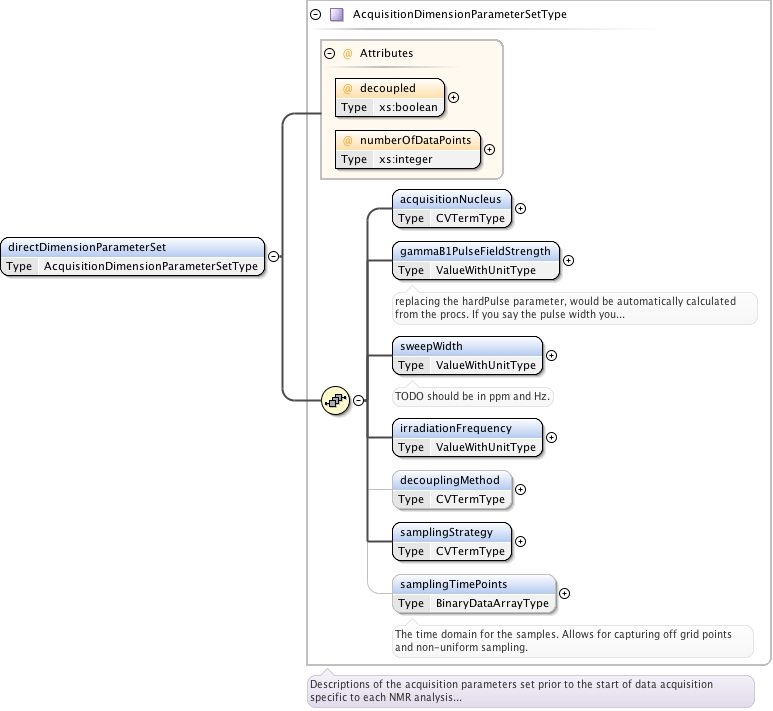 AcquisitionDimensionParameterSetType
@ Attributes
@ decoupled
Type xs:boolean
@ numberOfDataPoints
Type xs:integer
directDimensionParameterSet
Type AcquisitionDimensionParameterSetType
acquisitionNucleus
Type CVTermType
gammaB1PulseFieldStrength
Type ValueWithUnitType
replacing the hardPulse parameter, would be automatically calculated
from the procs. If you say the pulse width you...
sweepWidth
Type ValueWithUnitType
TODO should be in ppm and Hz.
irradiationFrequency
Type ValueWithUnitType
decouplingMethod
Type CVTermType
samplingStrategy
Type CVTermType
samplingTimePoints
Type BinaryDataArrayType
The time domain for the samples. Allows for capturing off grid points
and non-uniform sampling.
Descriptions of the acquisition parameters set prior to the start of data acquisition
specific to each NMR analysis...